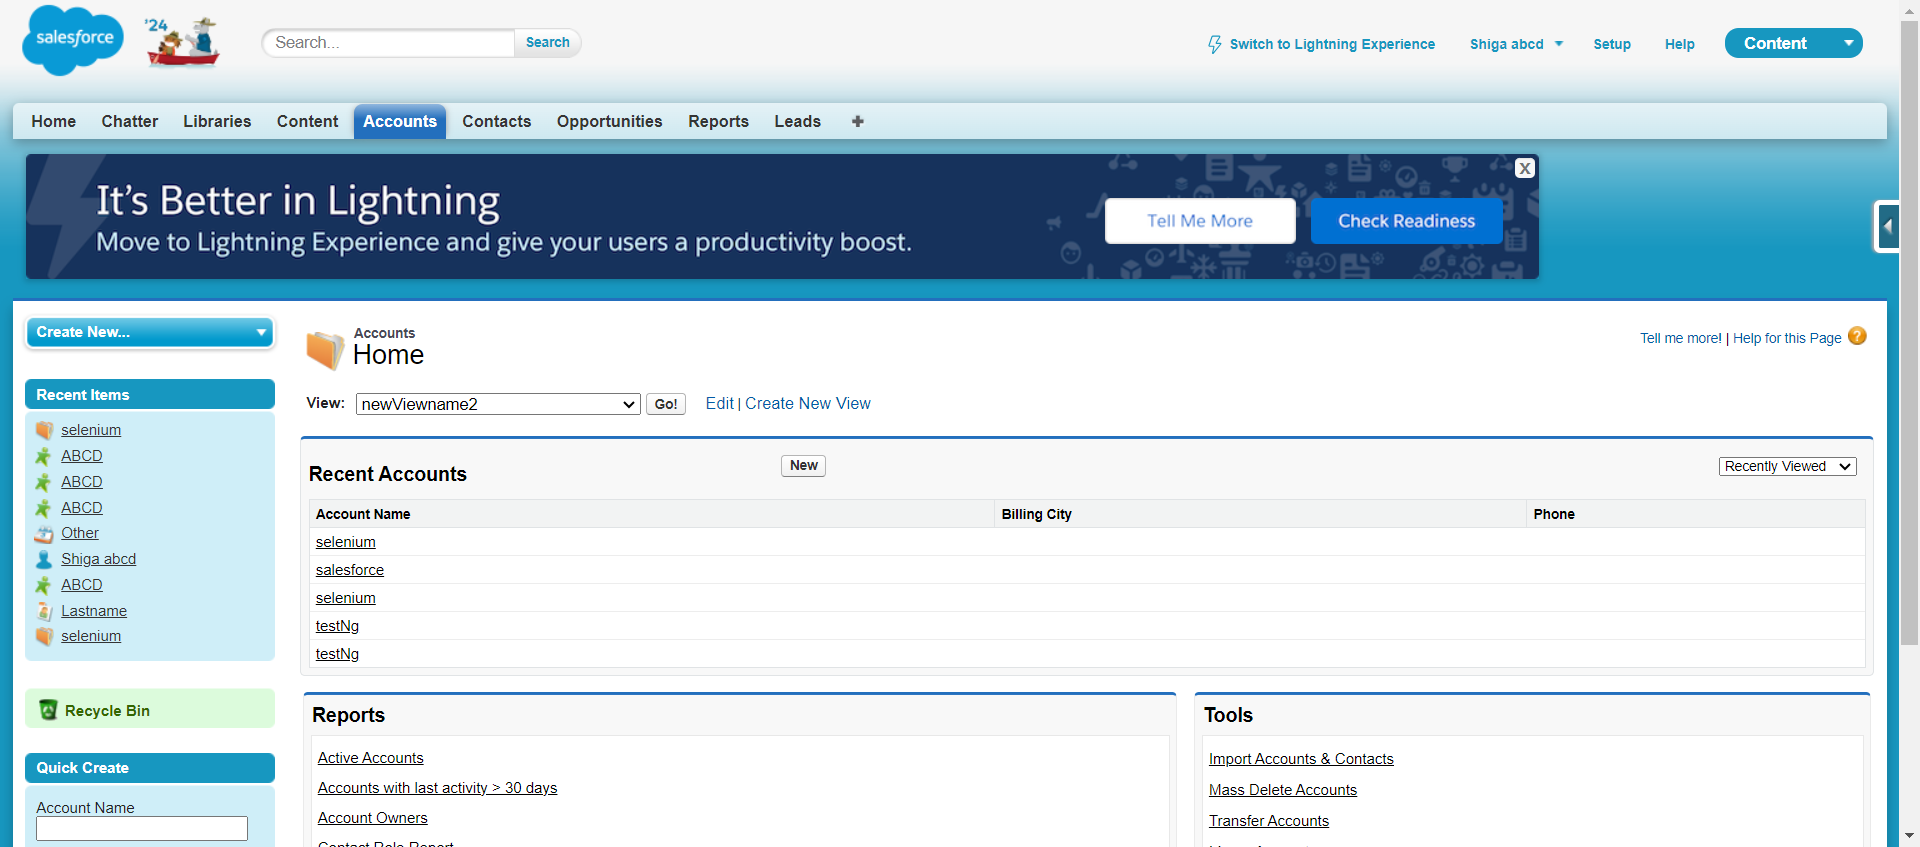 salesforce
'24
Search...
Search
Switch to Lightning Experience
Shiga abcd
Setup
Help
Content
Home
Chatter
Libraries
Content
Accounts
Contacts
Opportunities
Reports
Leads
+
It's Better in Lightning
Move to Lightning Experience and give your users a productivity boost.
Tell Me More
Check Readiness
X
Create New...
Accounts
Home
Tell me more! | Help for this Page
?
View:
newViewname2
Go!
Edit | Create New View
Recent Items
selenium
ABCD
ABCD
ABCD
Other
Shiga abcd
ABCD
Lastname
selenium
Recycle Bin
Quick Create
Account Name
Recent Accounts
New
Recently Viewed
Account Name
Billing City
Phone
selenium
salesforce
selenium
testNg
testNg
Reports
Active Accounts
Accounts with last activity > 30 days
Account Owners
Contact Role Report
Tools
Import Accounts & Contacts
Mass Delete Accounts
Transfer Accounts